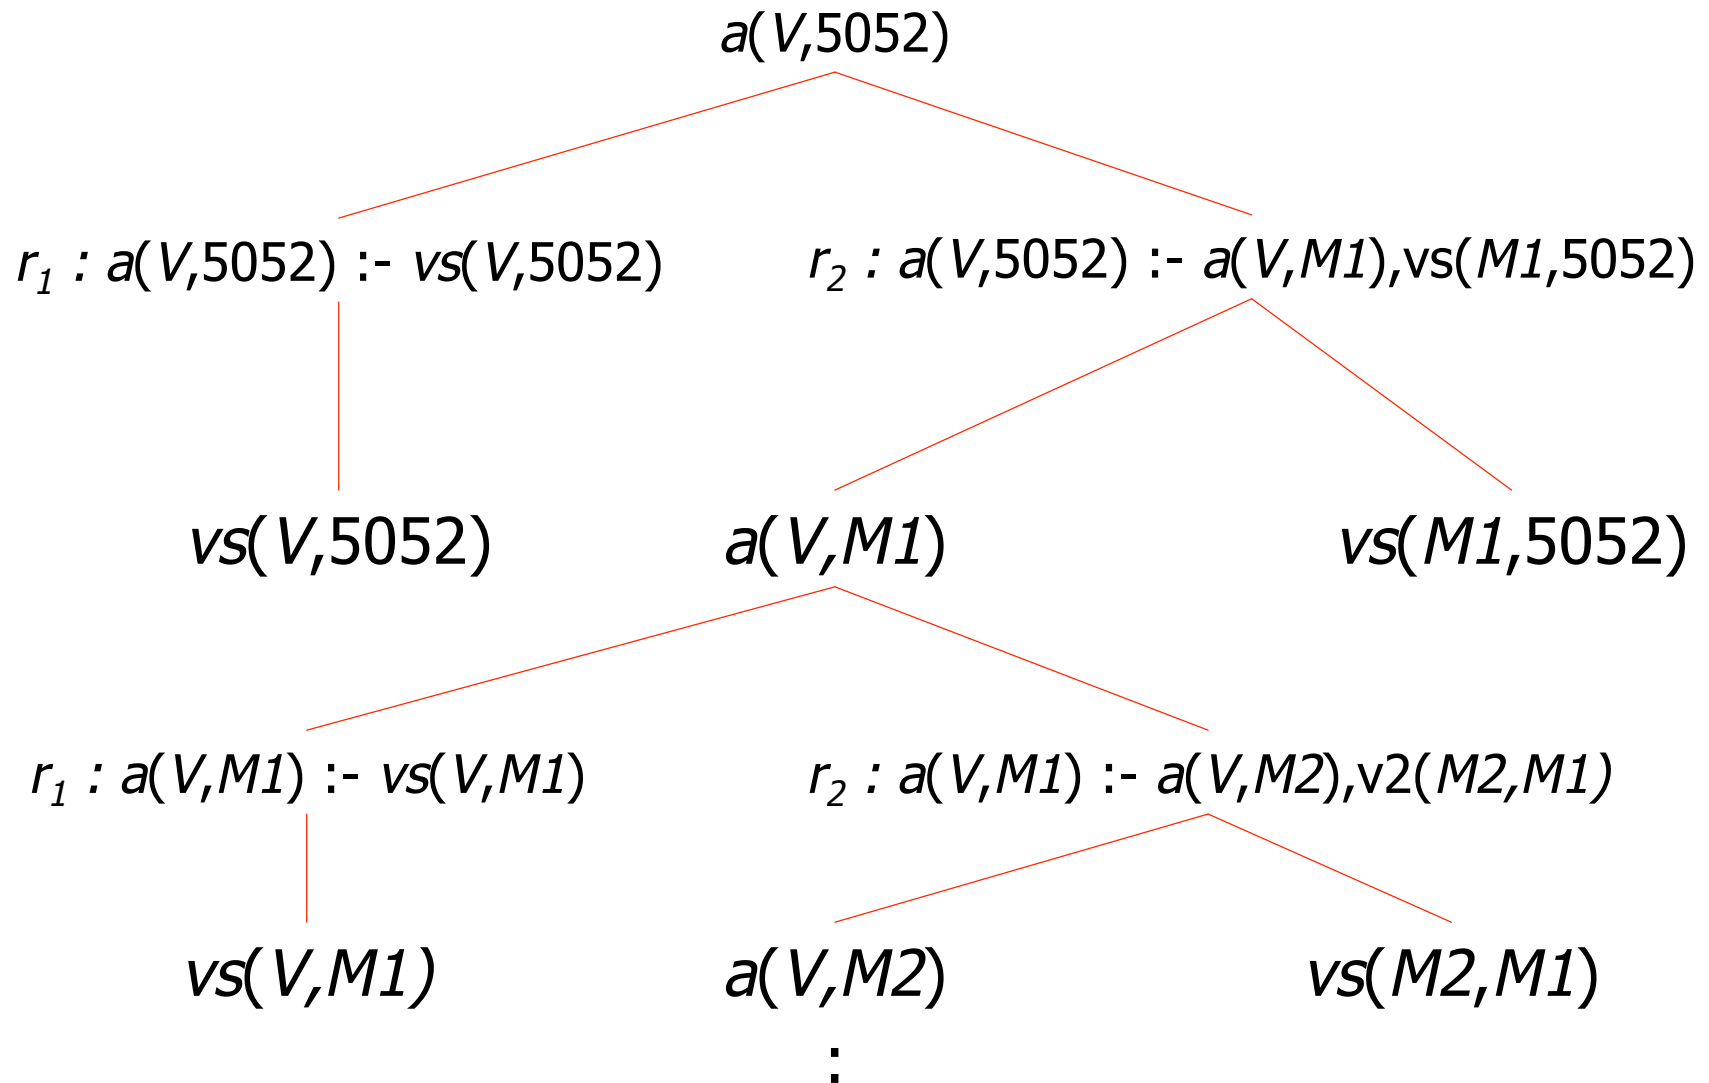 a(V,5052)
r1 : a(V,5052) :- vs(V,5052)
r2 : a(V,5052) :- a(V,M1),vs(M1,5052)
vs(V,5052)
a(V,M1)
vs(M1,5052)
r1 : a(V,M1) :- vs(V,M1)
r2 : a(V,M1) :- a(V,M2),v2(M2,M1)
vs(V,M1)
a(V,M2)
vs(M2,M1)
: